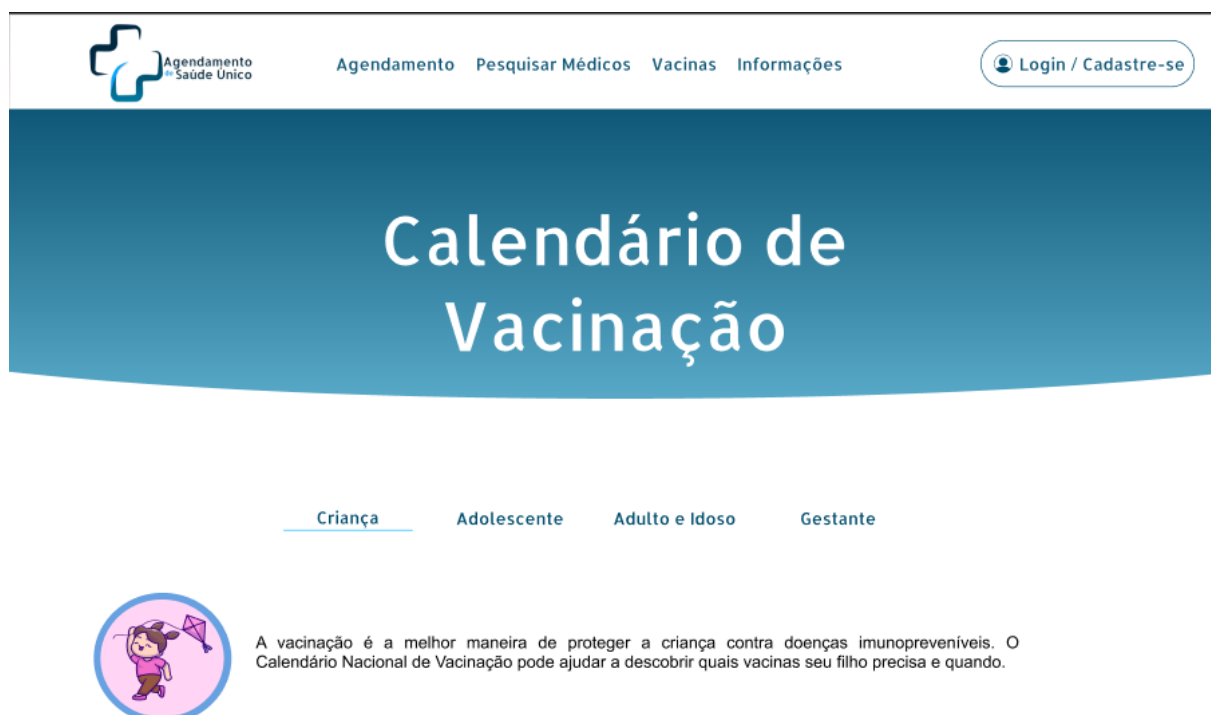 Agendamento
de Saúde Único
Agendamento Pesquisar Médicos Vacinas Informações
Login / Cadastre-se
Calendário de
Vacinação
Criança Adolescente Adulto e Idoso Gestante
A vacinação é a melhor maneira de proteger a criança contra doenças imunopreveníveis. O
Calendário Nacional de Vacinação pode ajudar a descobrir quais vacinas seu filho precisa e quando.